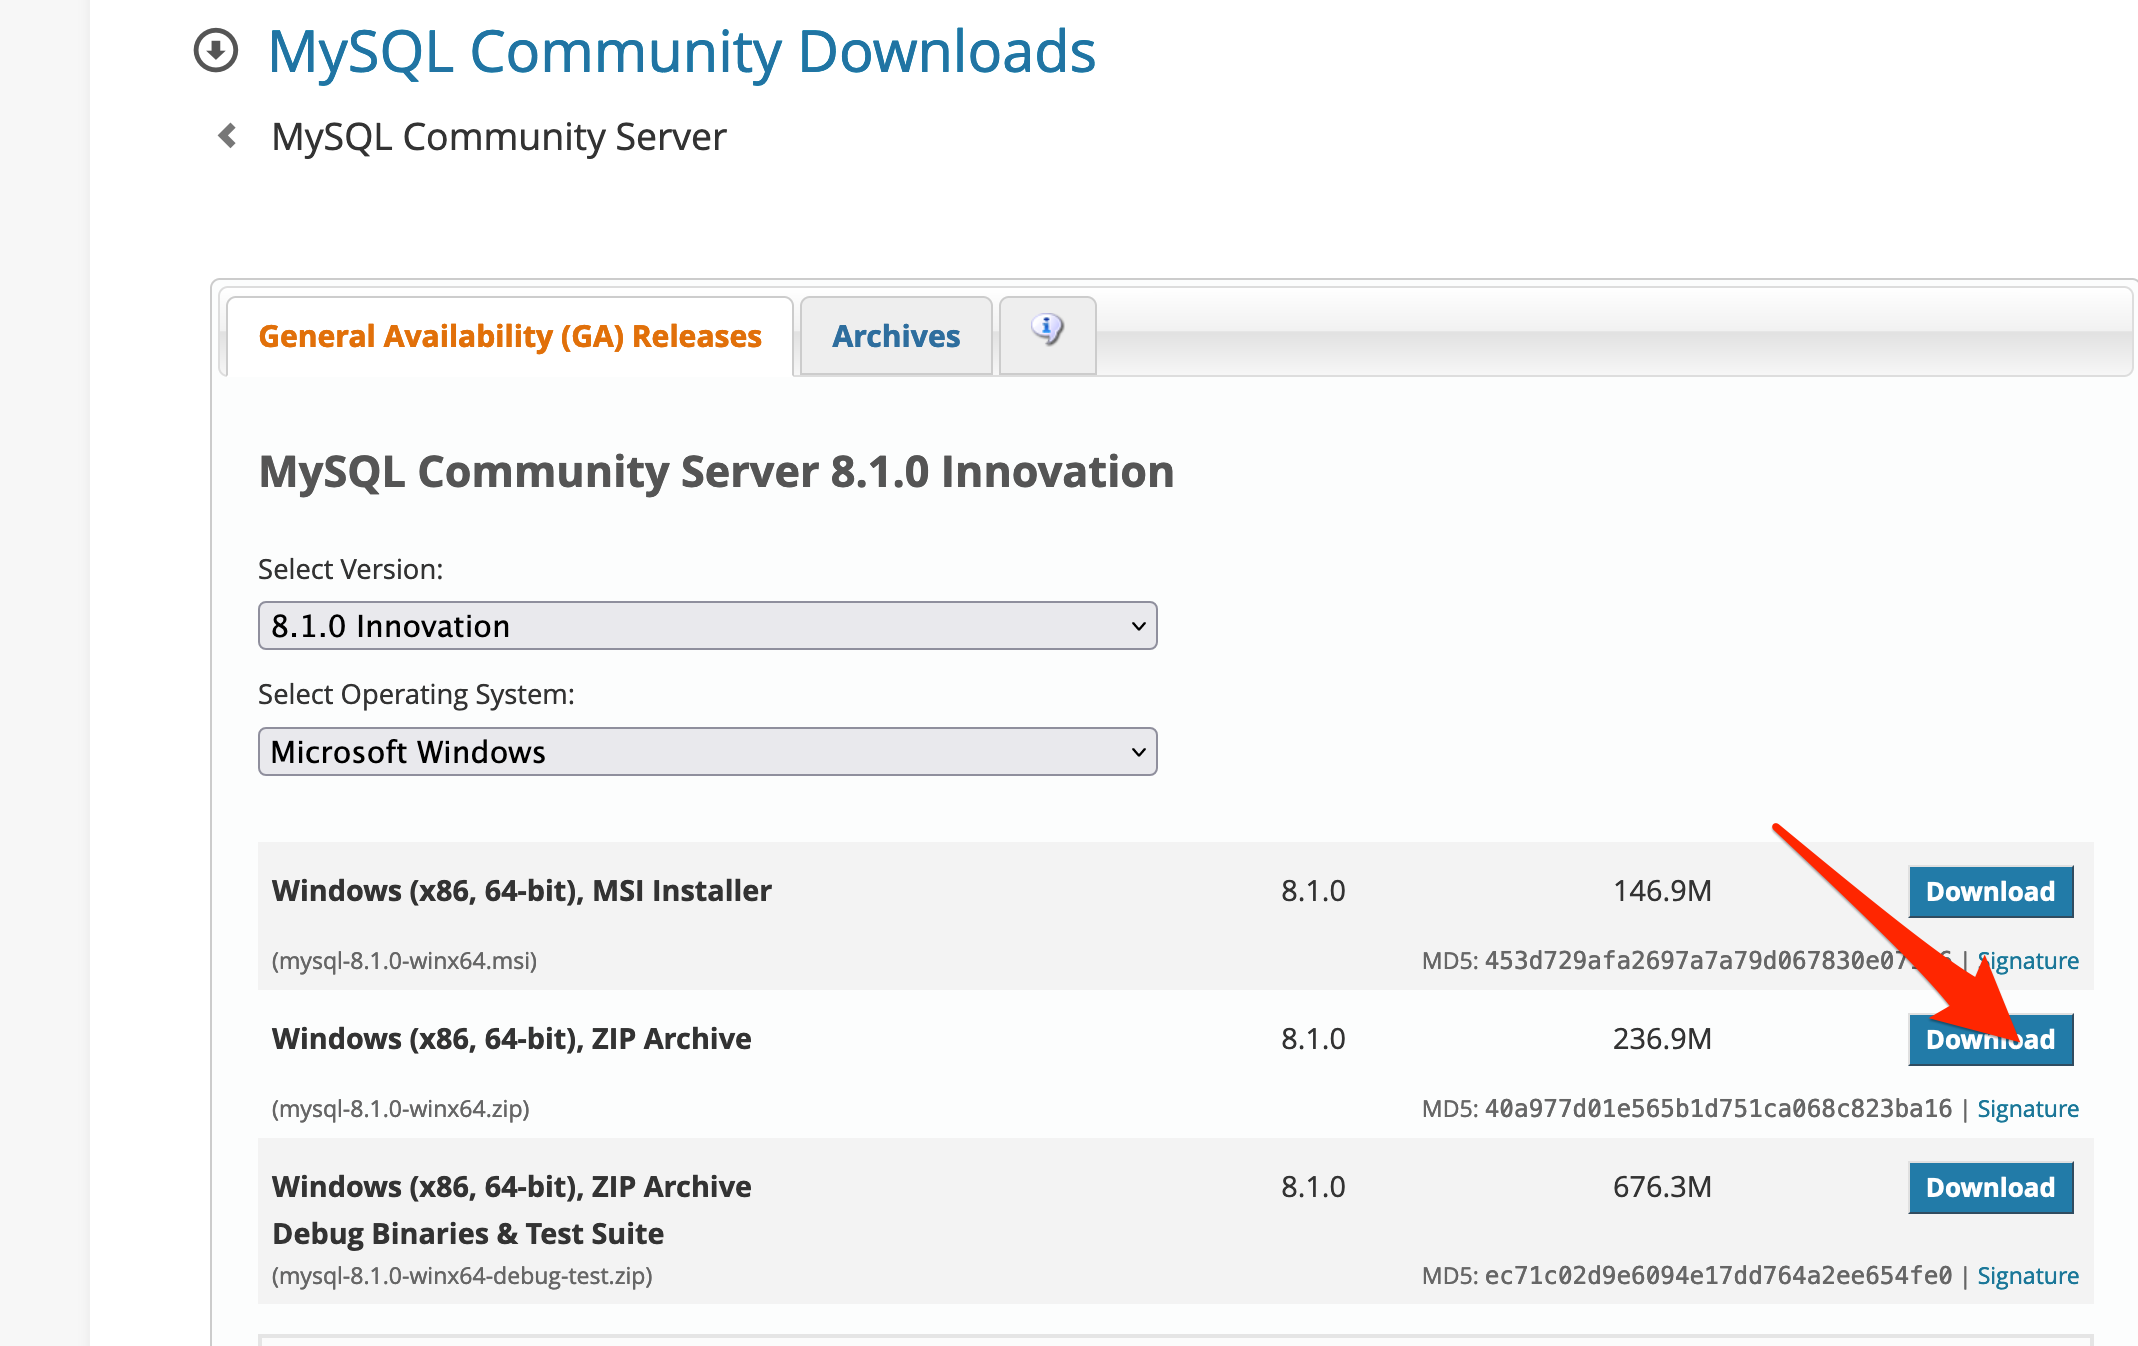 MySQL Community Downloads
MySQL Community Server
General Availability (GA) Releases
Archives
MySQL Community Server 8.1.0 Innovation
Select Version:
8.1.0 Innovation
Select Operating System:
Microsoft Windows
Windows (x86, 64-bit), MSI Installer 8.1.0 146.9M Download
(mysql-8.1.0-winx64.msi) MD5: | Signature
Windows (x86, 64-bit), ZIP Archive 8.1.0 236.9M Download
(mysql-8.1.0-winx64.zip) MD5: 40a977d01e565b1d751ca068c823ba16 | Signature
Windows (x86, 64-bit), ZIP Archive 8.1.0 676.3M Download
Debug Binaries & Test Suite
(mysql-8.1.0-winx64-debug-test.zip) MD5: ec71c02d9e6094e17dd764a2ee654fe0 | Signature